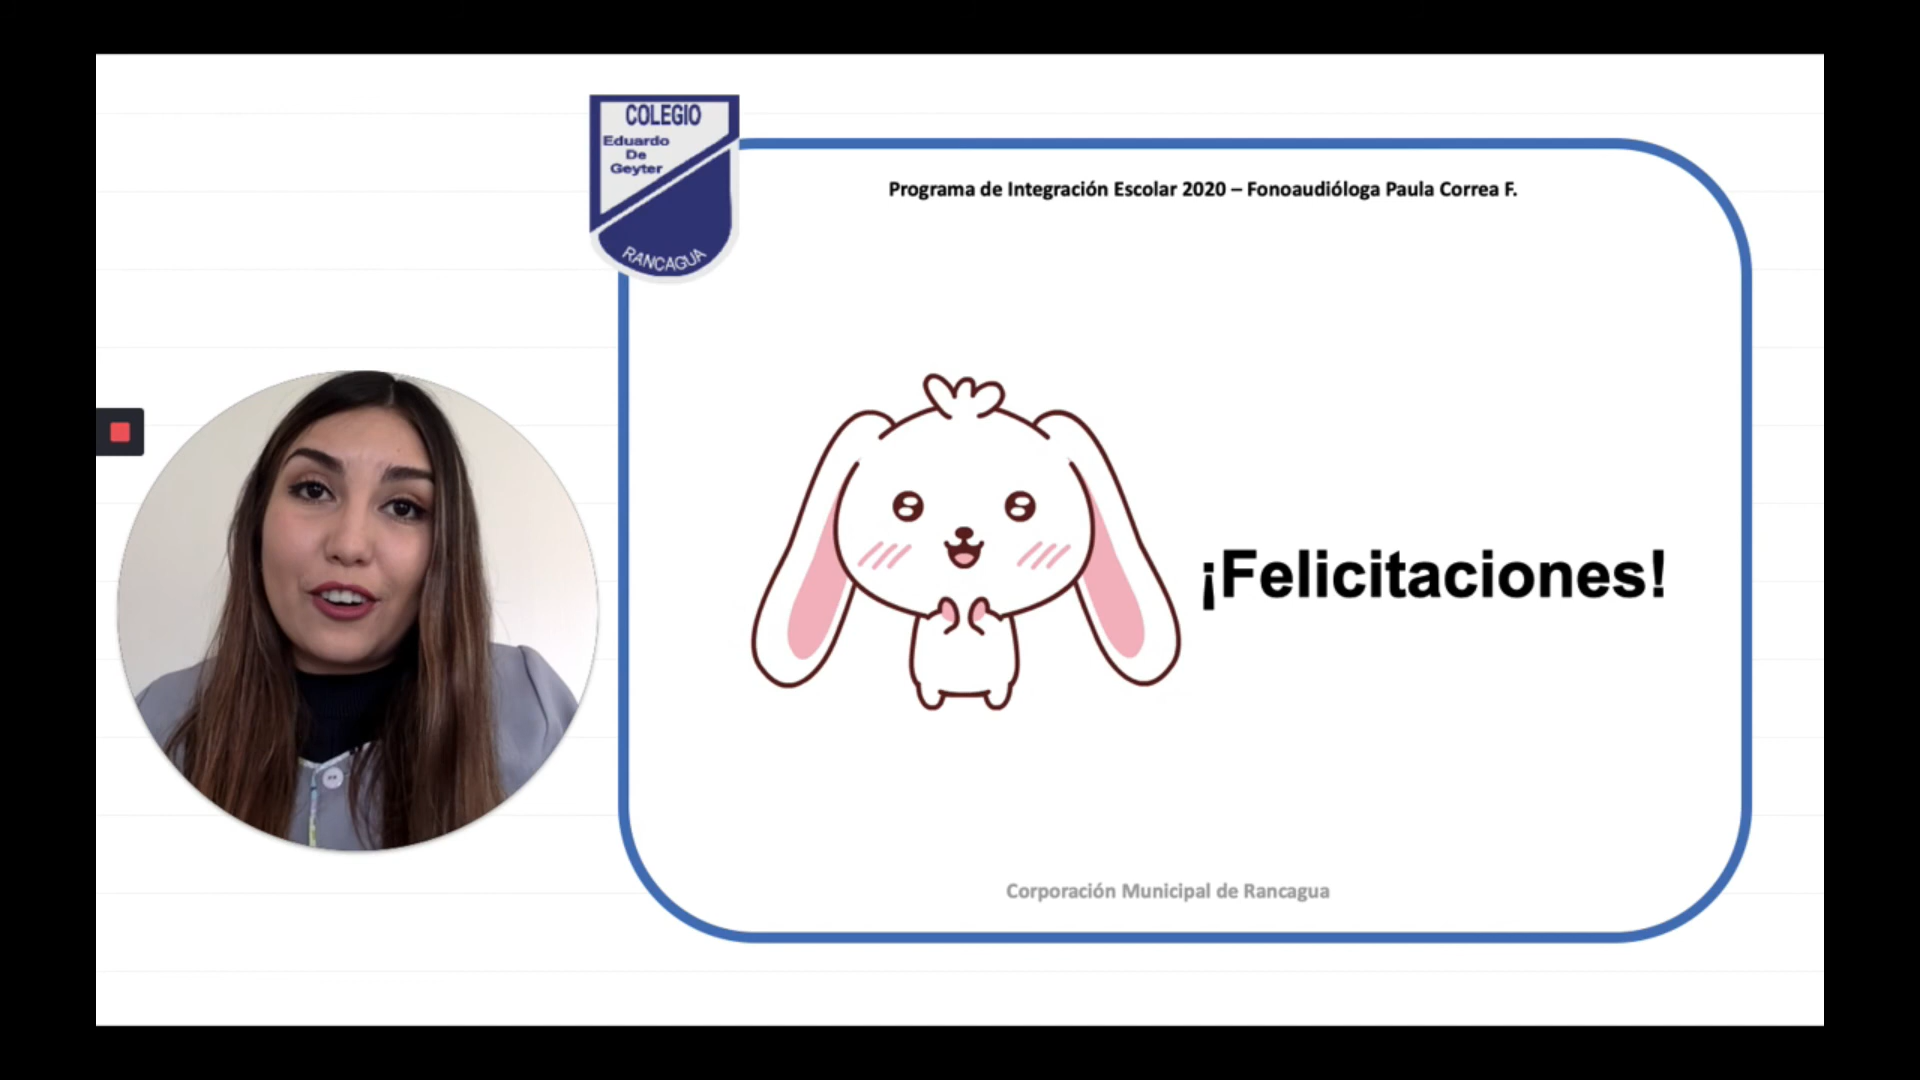 COLEGIO
Eduardo
De
Geyter
RANCAGUA
Programa de Integración Escolar 2020 – Fonoaudióloga Paula Correa F.
¡Felicitaciones!
Corporación Municipal de Rancagua